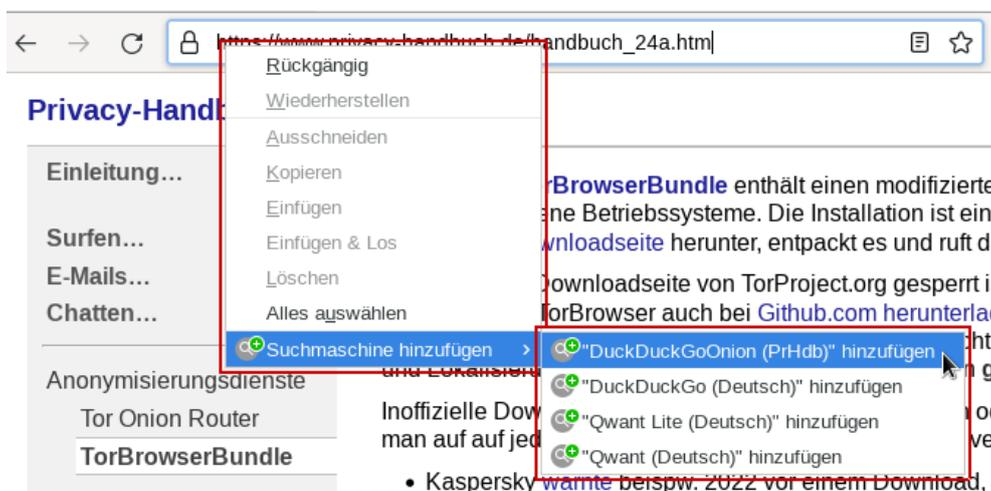 https://www.privacy-handbuch.de/handbuch_24a.htm
Privacy-Handb
Einleitung...
Surfen...
E-Mails...
Chatten...
Anonymisierungsdienste
Tor Onion Router
TorBrowserBundle
Rückgängig
Wiederherstellen
Ausschneiden
Kopieren
Einfügen
Einfügen & Los
Löschen
Alles auswählen
Suchmaschine hinzufügen
"DuckDuckGoOnion (PrHdb)" hinzufügen
"DuckDuckGo (Deutsch)" hinzufügen
"Qwant Lite (Deutsch)" hinzufügen
"Qwant (Deutsch)" hinzufügen
rBrowserBundle enthält einen modifizierte
ene Betriebssysteme. Die Installation ist ein
wnloadseite herunter, entpackt es und ruft d
Downloadseite von TorProject.org gesperrt i
TorBrowser auch bei Github.com herunterla
und Lokalisieru
Inoffizielle Dow
man auf auf jed
• Kaspersky warnte beispw. 2022 vor einem Download,